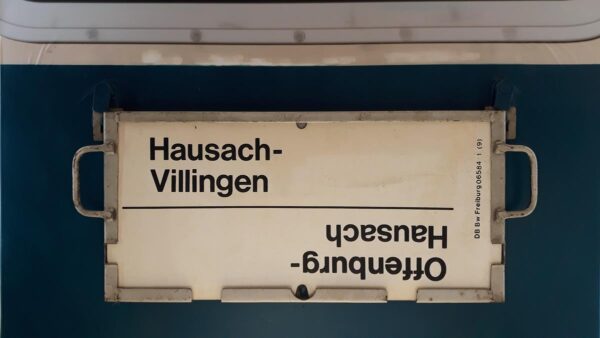 Hausach-
Villingen
Offenburg-
Hausach
DB Bw Freiburg 06584 1 (9)